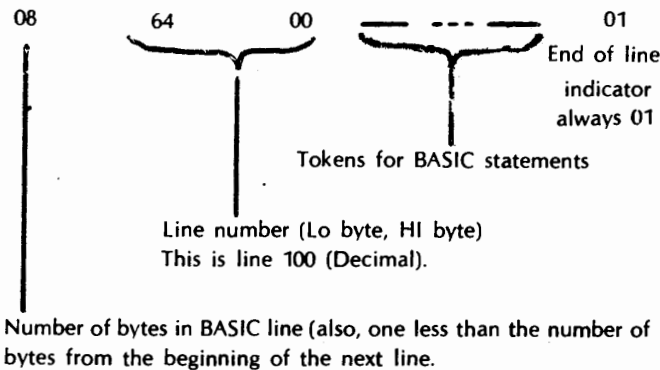 08 64 00 — --- — 01
End of line
indicator
always 01
Tokens for BASIC statements
Line number (Lo byte, HI byte)
This is line 100 (Decimal).
Number of bytes in BASIC line (also, one less than the number of
bytes from the beginning of the next line.